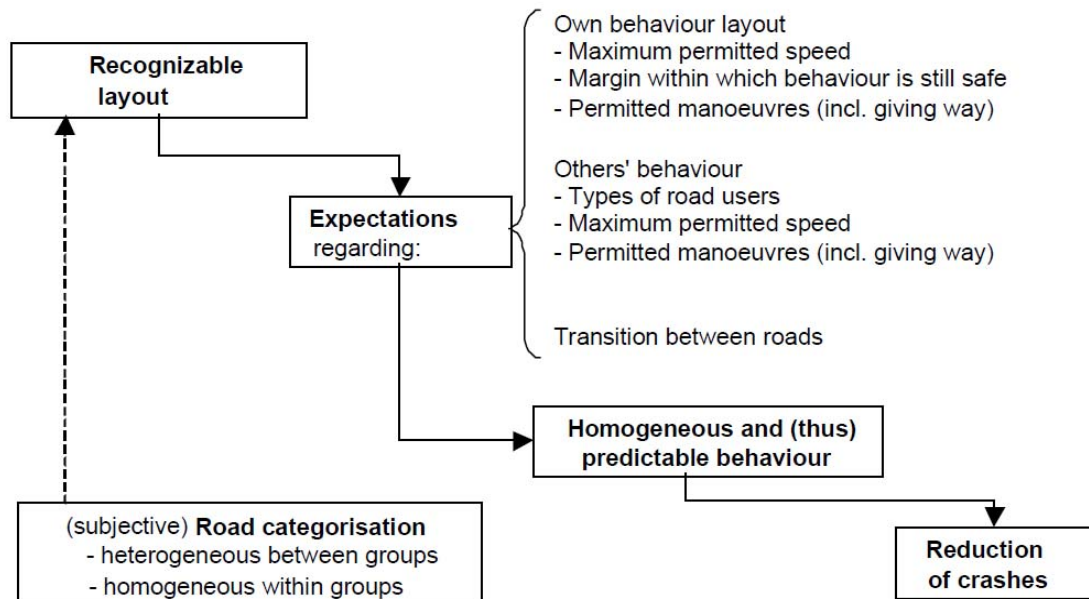 Recognizable
layout
Own behaviour layout
- Maximum permitted speed
- Margin within which behaviour is still safe
- Permitted manoeuvres (incl. giving way)
Others' behaviour
- Types of road users
- Maximum permitted speed
- Permitted manoeuvres (incl. giving way)
Transition between roads
Expectations
regarding:
Homogeneous and (thus)
predictable behaviour
(subjective) Road categorisation
- heterogeneous between groups
- homogeneous within groups
Reduction
of crashes